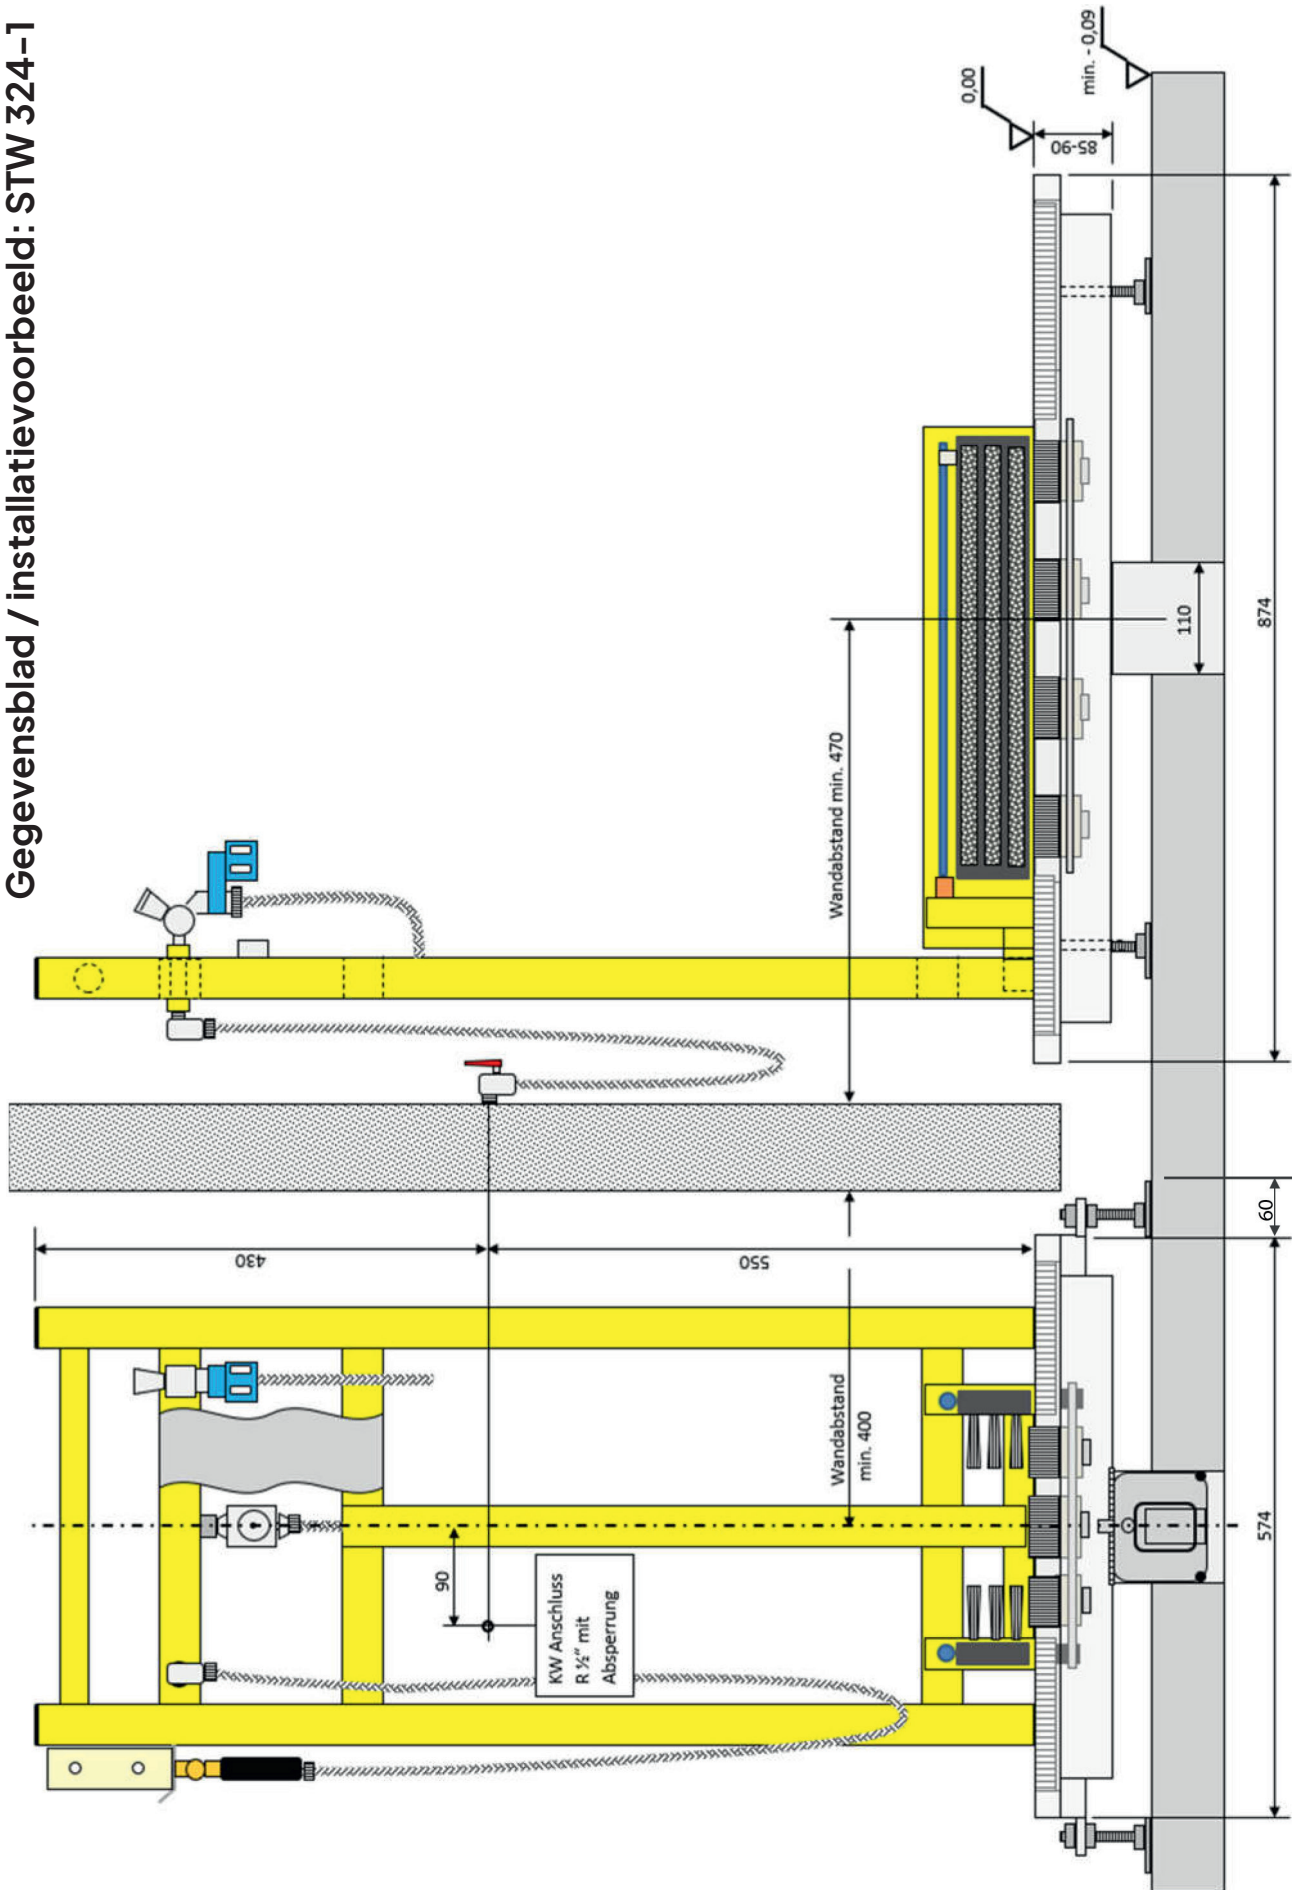 Gegevensblad / installatievoorbeeld: STW 324-1
430
550
90
KW Anschluss
R ½“ mit
Absperrung
Wandabstand
min. 400
574
60
Wandabstand min. 470
110
874
85-90
0,00
min. - 0,09